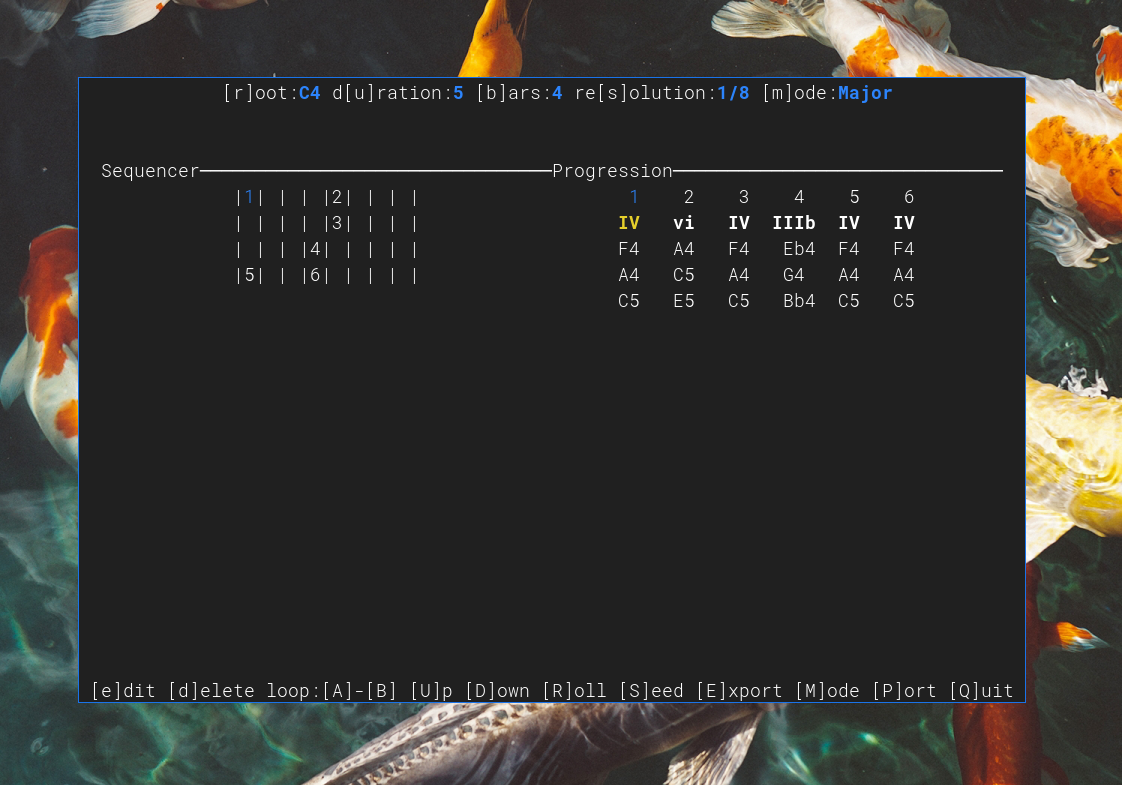 [r]oot:C4 d[u]ration:5 [b]ars:4 re[s]olution:1/8 [m]ode:Major
Sequencer Progression
|1| | | |2| | | | 1 2 3 4 5 6
| | | | |3| | | | IV vi IV IIIb IV IV
| | | |4| | | | | F4 A4 F4 Eb4 F4 F4
|5| | |6| | | | | A4 C5 A4 G4 A4 A4
C5 E5 C5 Bb4 C5 C5
[e]dit [d]elete loop:[A]-[B] [U]p [D]own [R]oll [S]eed [E]xport [M]ode [P]ort [Q]uit